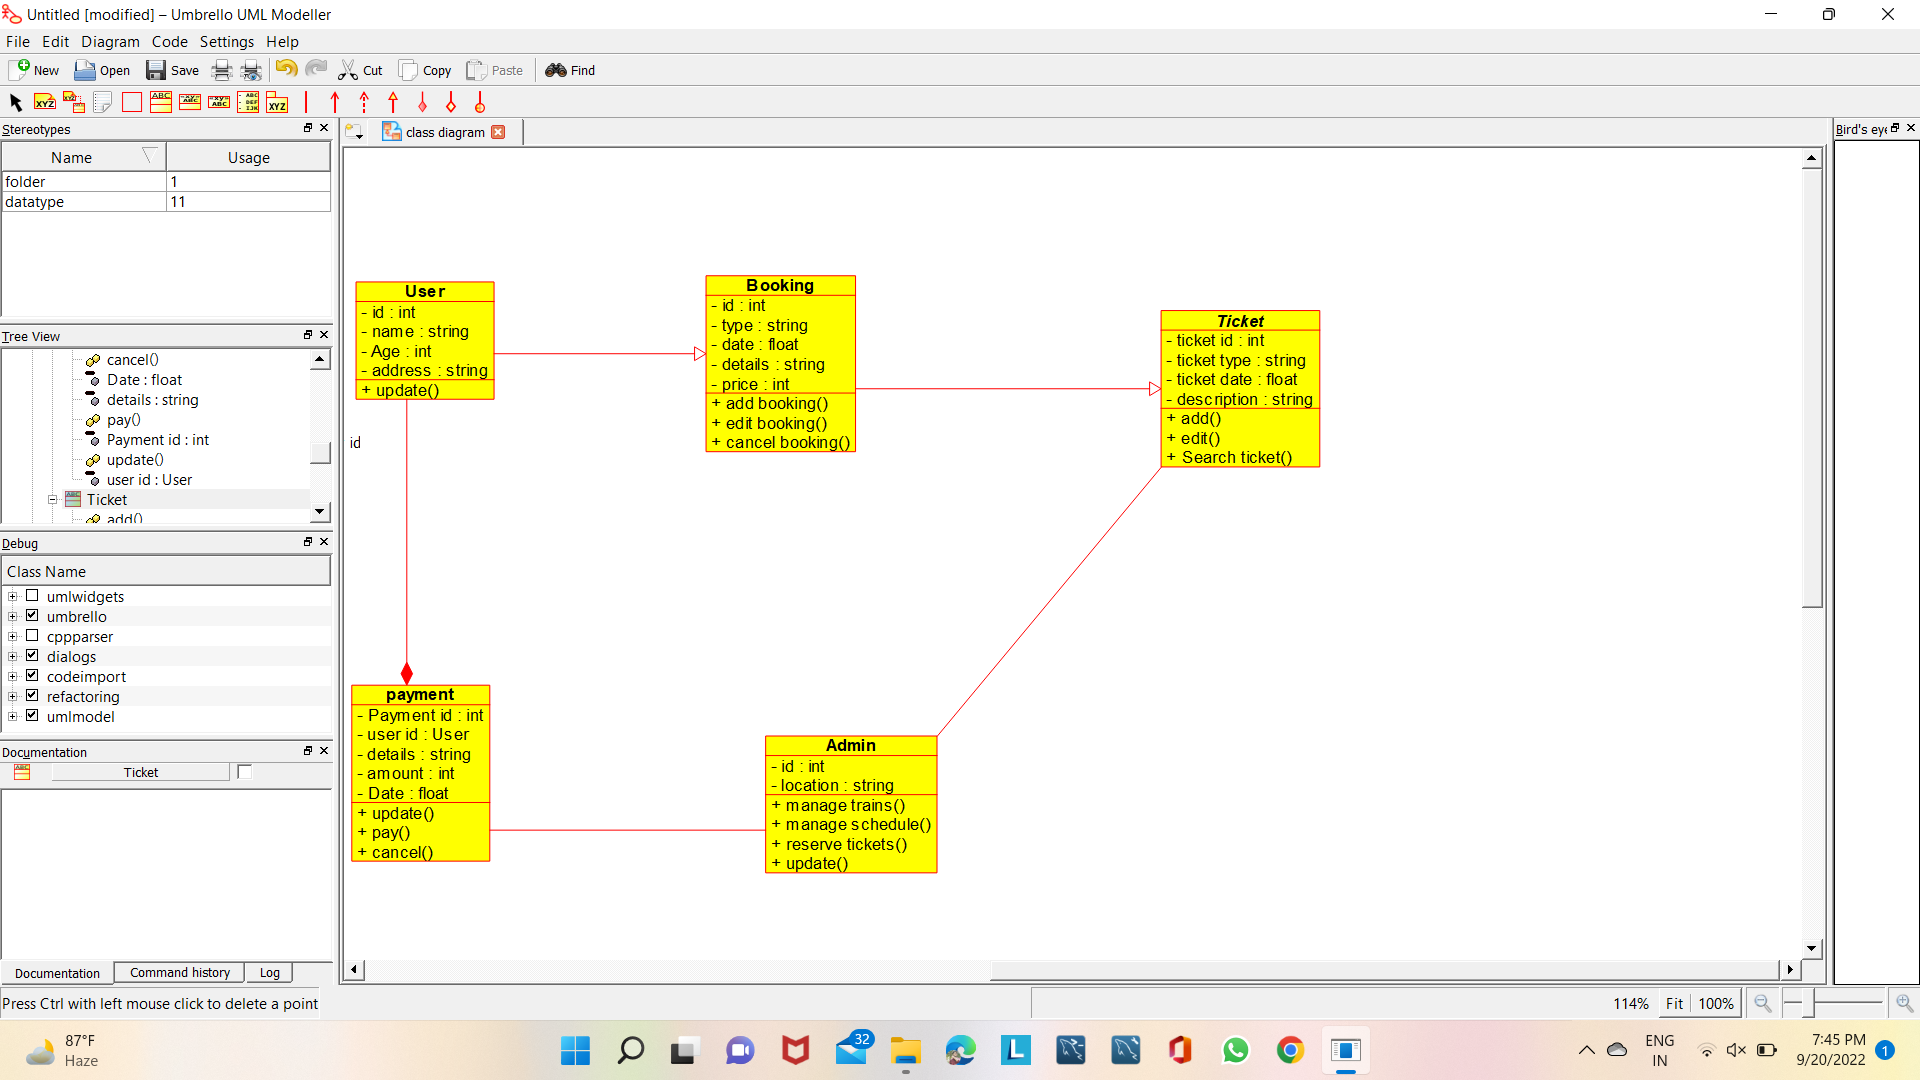 Untitled [modified] – Umbrello UML Modeller
File Edit Diagram Code Settings Help
New Open Save Cut Copy Paste Find
Stereotypes
Name Usage
folder 1
datatype 11
Tree View
cancel()
Date : float
details : string
pay()
Payment id : int
update()
user id : User
Ticket
add()
Debug
Class Name
umlwidgets
umbrello
cppparser
dialogs
codeimport
refactoring
umlmodel
Documentation
Ticket
Documentation Command history Log
Press Ctrl with left mouse click to delete a point
class diagram
Bird's eye
User
- id : int
- name : string
- Age : int
- address : string
+ update()
id
Booking
- id : int
- type : string
- date : float
- details : string
- price : int
+ add booking()
+ edit booking()
+ cancel booking()
Ticket
- ticket id : int
- ticket type : string
- ticket date : float
- description : string
+ add()
+ edit()
+ Search ticket()
payment
- Payment id : int
- user id : User
- details : string
- amount : int
- Date : float
+ update()
+ pay()
+ cancel()
Admin
- id : int
- location : string
+ manage trains()
+ manage schedule()
+ reserve tickets()
+ update()
114% Fit 100%
87°F
Haze
32
ENG
IN
7:45 PM
9/20/2022
1